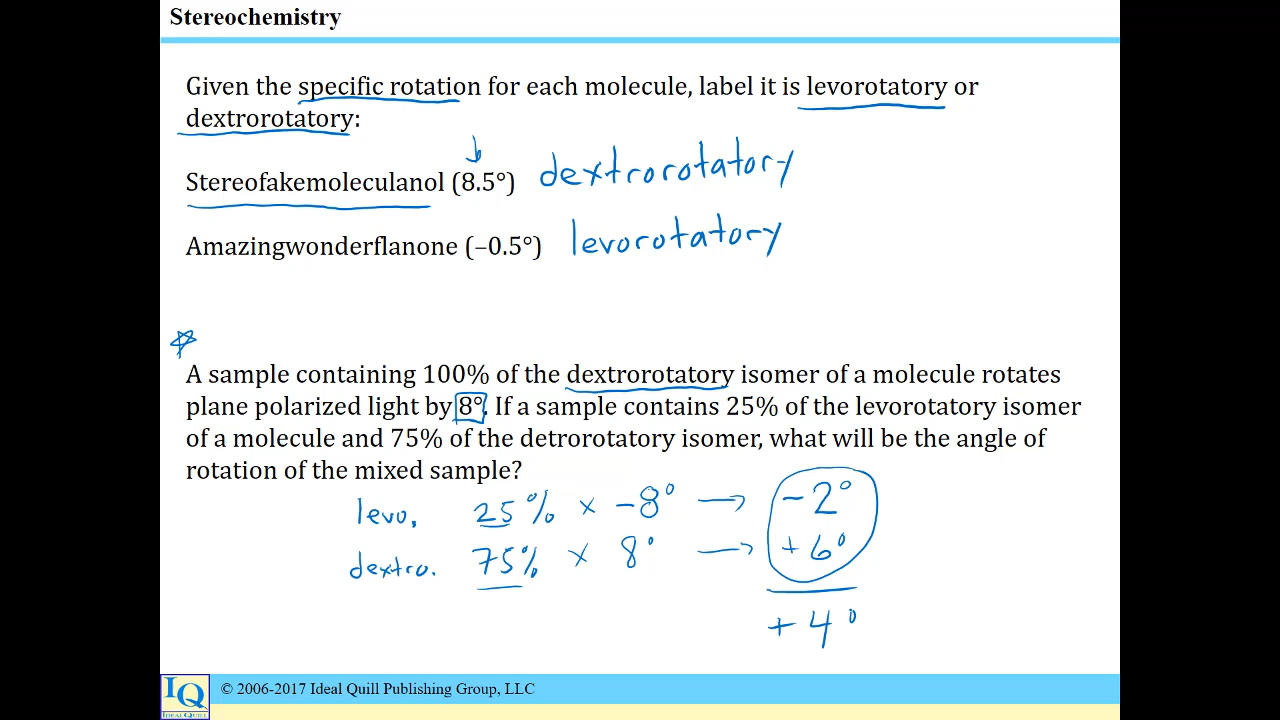 Stereochemistry
Given the specific rotation for each molecule, label it is levorotatory or
dextrorotatory:
Stereofakemoleculanol (8.5°) dextrorotatory
Amazingwonderflanone (–0.5°) levorotatory
A sample containing 100% of the dextrorotatory isomer of a molecule rotates
plane polarized light by 8°. If a sample contains 25% of the levorotatory isomer
of a molecule and 75% of the detrorotatory isomer, what will be the angle of
rotation of the mixed sample?
levo. 25% × -8° → -2°
dextro. 75% × 8° → +6°
+4°
IQ
IDEAL QUILL
© 2006-2017 Ideal Quill Publishing Group, LLC